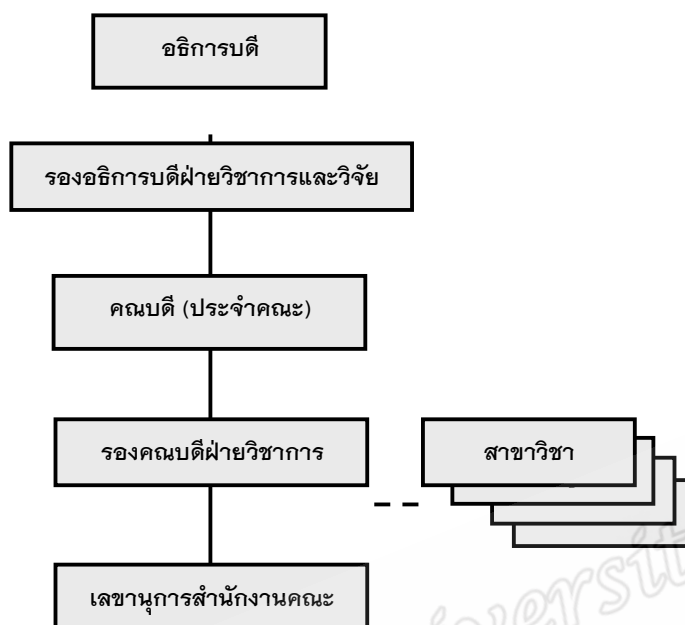 อธิการบดี
รองอธิการบดีฝ่ายวิชาการและวิจัย
คณบดี (ประจำคณะ)
รองคณบดีฝ่ายวิชาการ
สาขาวิชา
เลขานุการสำนักงานคณะ